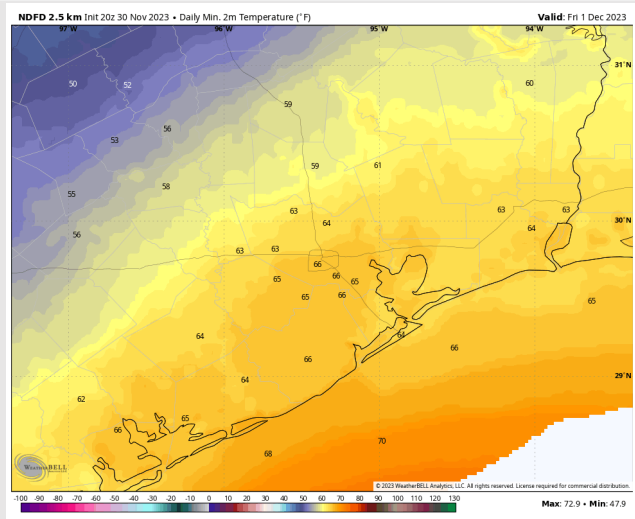 NDFD 2.5 km Init 20z 30 Nov 2023 • Daily Min. 2m Temperature (°F)
Valid: Fri 1 Dec 2023
97°W 96°W 95°W 94°W
31°N
50 52 60
59
53 56
59 61
55 58
63 63 63
64 64
30°N
56
63 63
66
65 66 65
65 66
65
64 64
66 66
29°N
64
62
65
66
70
68
WeatherBELL
© 2023 WeatherBELL Analytics, LLC. All rights reserved. License required for commercial distribution.
-100 -90 -80 -70 -60 -50 -40 -30 -20 -10 0 10 20 30 40 50 60 70 80 90 100 110 120 130
Max: 72.9 • Min: 47.9